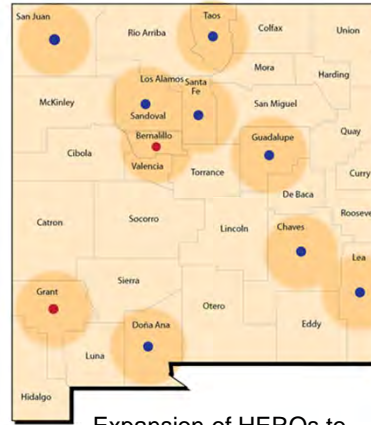 San Juan
Taos
Rio Arriba
Colfax
Union
Los Alamos
Mora
Harding
Santa
Fe
McKinley
Sandoval
San Miguel
Bernalillo
Guadalupe
Quay
Cibola
Valencia
Torrance
Curry
De Baca
Catron
Socorro
Lincoln
Chaves
Rooseve
Lea
Sierra
Grant
Otero
Doña Ana
Eddy
Luna
Hidalgo
Expansion of HEROs to